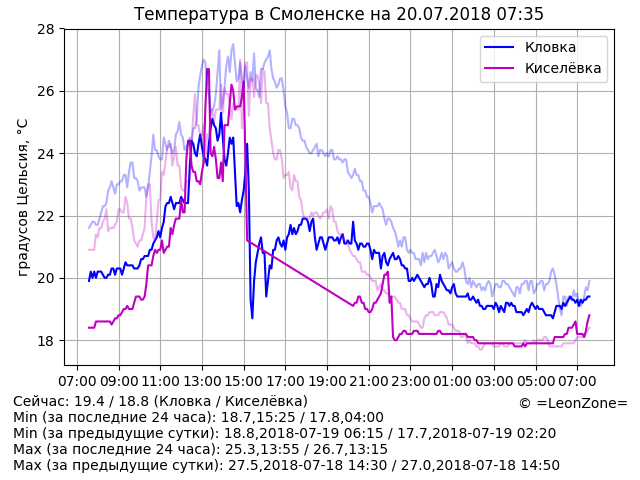 Температура в Смоленске на 20.07.2018 07:35
28
26
24
22
20
18
градусов Цельсия, °C
Кловка
Киселёвка
07:00 09:00 11:00 13:00 15:00 17:00 19:00 21:00 23:00 01:00 03:00 05:00 07:00
Сейчас: 19.4 / 18.8 (Кловка / Киселёвка)
© =LeonZone=
Min (за последние 24 часа): 18.7,15:25 / 17.8,04:00
Min (за предыдущие сутки): 18.8,2018-07-19 06:15 / 17.7,2018-07-19 02:20
Max (за последние 24 часа): 25.3,13:55 / 26.7,13:15
Max (за предыдущие сутки): 27.5,2018-07-18 14:30 / 27.0,2018-07-18 14:50